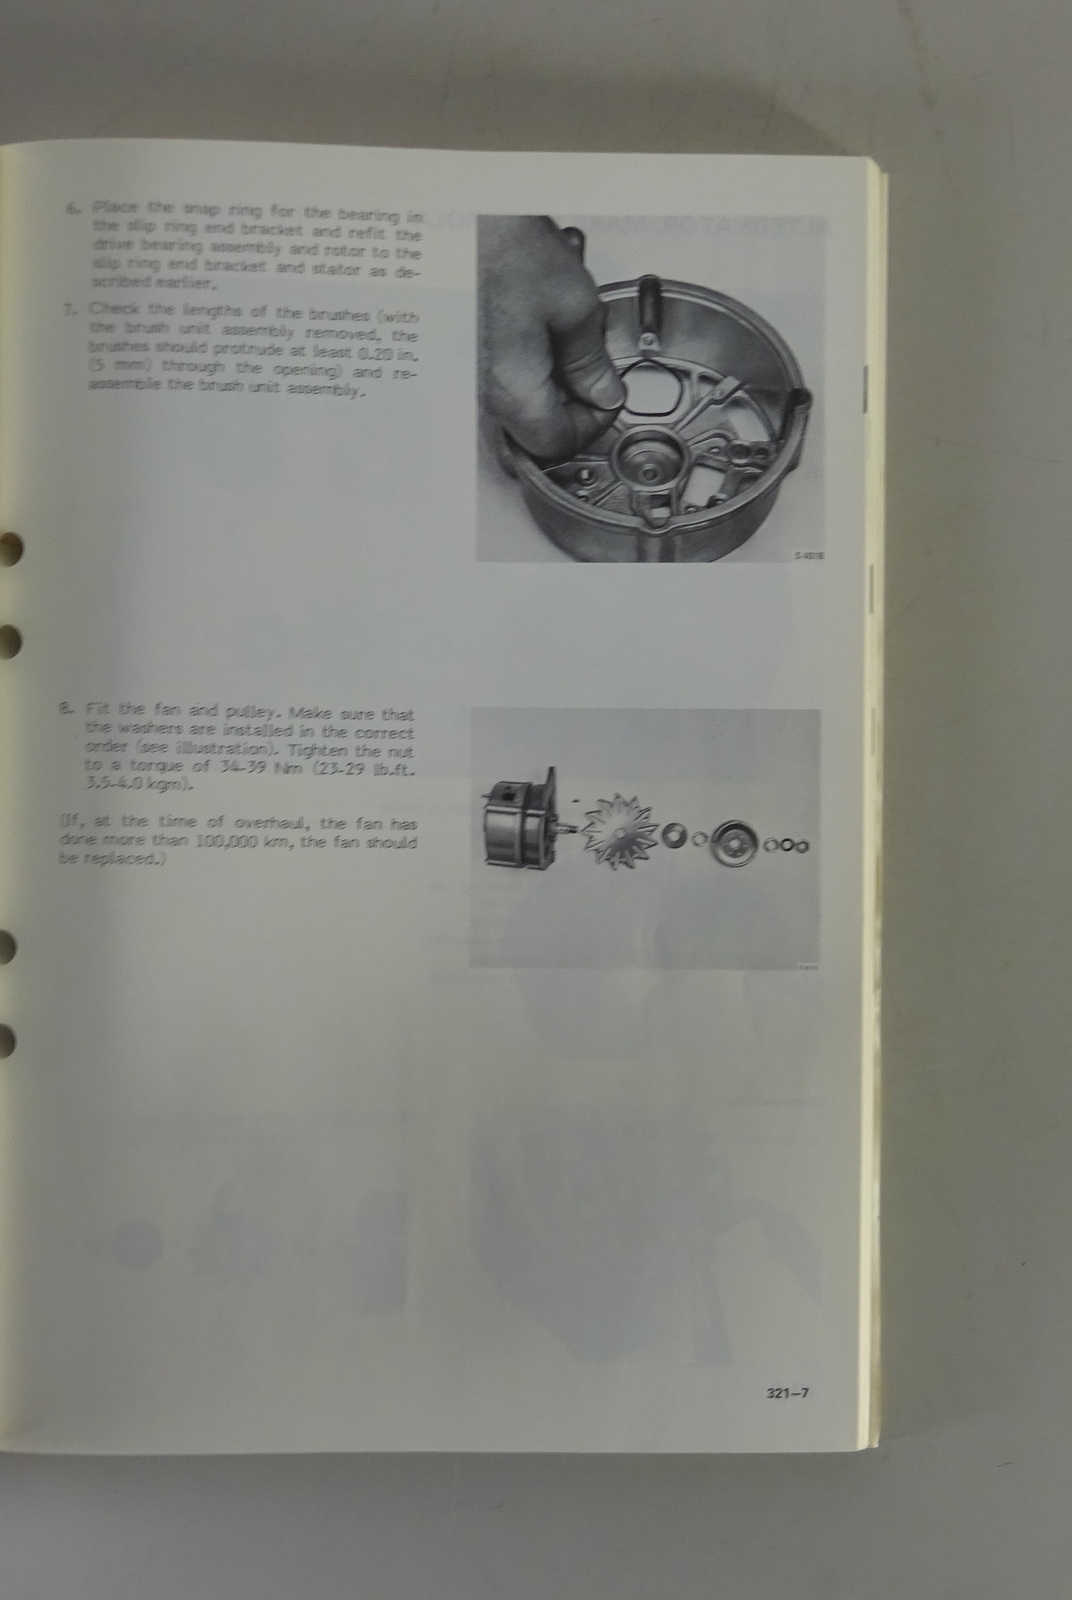 6. Place the snap ring for the bearing in
the slip ring end bracket and refit the
drive bearing assembly and rotor to the
slip ring end bracket and stator as de-
scribed earlier.
7. Check the lengths of the brushes (with
the brush unit assembly removed, the
brushes should protrude at least 0.20 in.
(5 mm) through the opening) and re-
assemble the brush unit assembly.
8. Fit the fan and pulley. Make sure that
the washers are installed in the correct
order (see illustration). Tighten the nut
to a torque of 34-39 Nm (23-29 lb.ft.
3.5-4.0 kgm).
(If, at the time of overhaul, the fan has
done more than 100,000 km, the fan should
be replaced.)
321–7